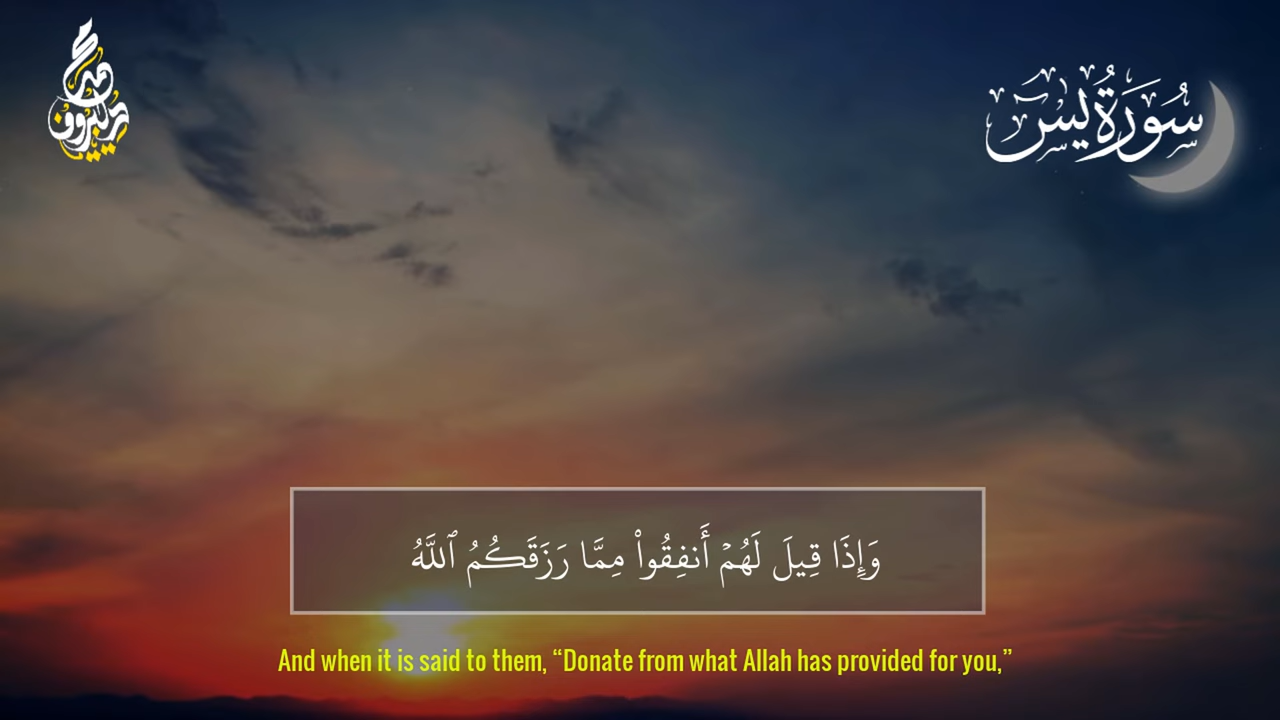 سُورَةُ يسٓ
وَإِذَا قِيلَ لَهُمۡ أَنفِقُواْ مِمَّا رَزَقَكُمُ ٱللَّهُ
And when it is said to them, “Donate from what Allah has provided for you,”